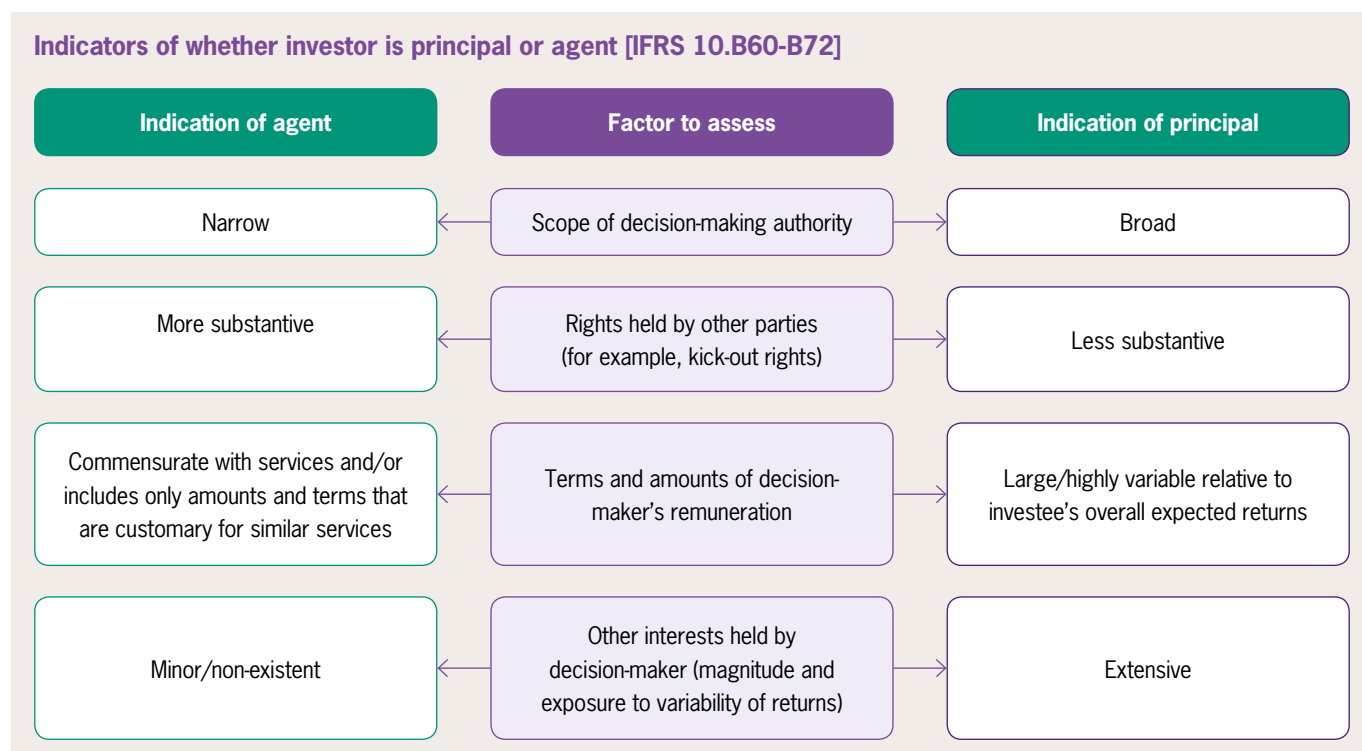 Indicators of whether investor is principal or agent [IFRS 10.B60-B72]
Indication of agent
Factor to assess
Indication of principal
Narrow
Scope of decision-making authority
Broad
More substantive
Rights held by other parties
(for example, kick-out rights)
Less substantive
Commensurate with services and/or
includes only amounts and terms that
are customary for similar services
Terms and amounts of decision-
maker’s remuneration
Large/highly variable relative to
investee’s overall expected returns
Minor/non-existent
Other interests held by
decision-maker (magnitude and
exposure to variability of returns)
Extensive